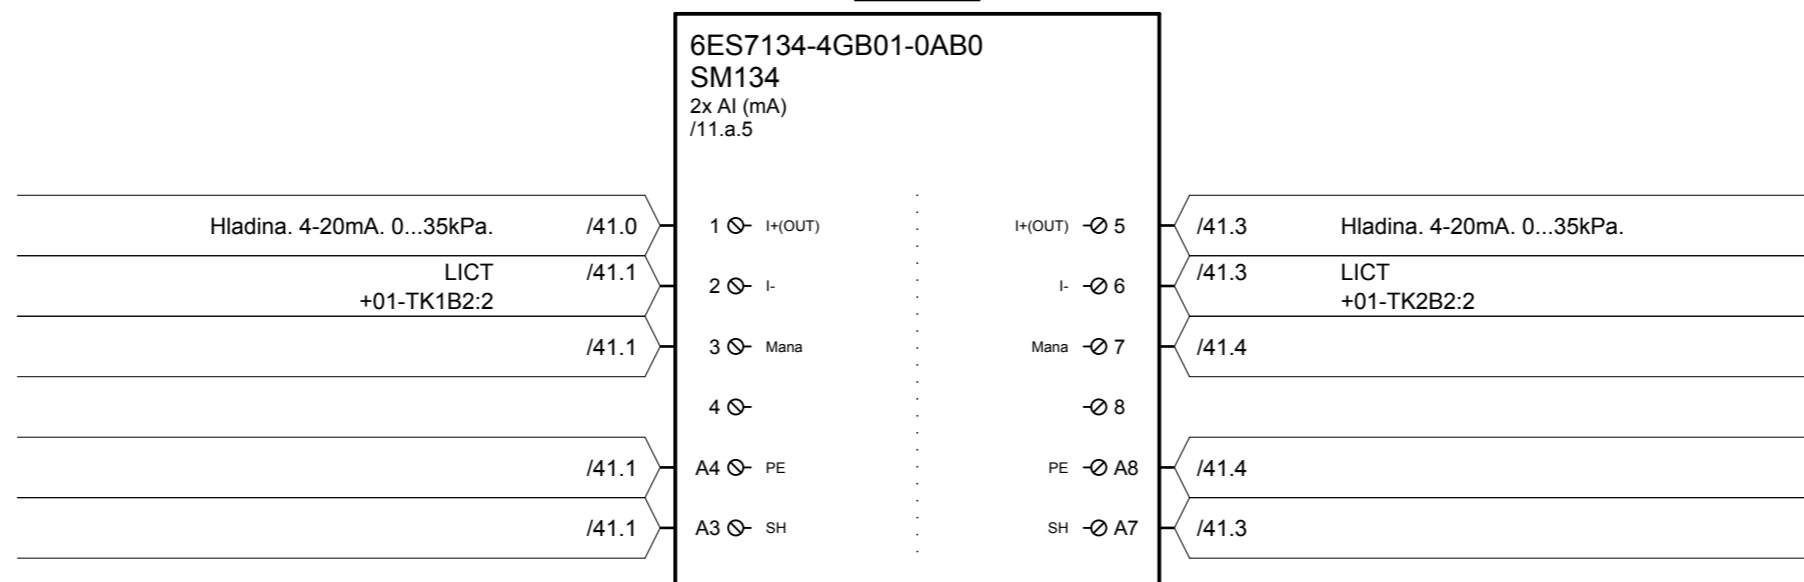 6ES7134-4GB01-0AB0
SM134
2x AI (mA)
/11.a.5
Hladina. 4-20mA. 0...35kPa. /41.0 1 I+(OUT) I+(OUT) 5 /41.3 Hladina. 4-20mA. 0...35kPa.
LICT /41.1 2 I- I- 6 /41.3 LICT
+01-TK1B2:2 +01-TK2B2:2
/41.1 3 Mana Mana 7 /41.4
4 8
/41.1 A4 PE PE A8 /41.4
/41.1 A3 SH SH A7 /41.3